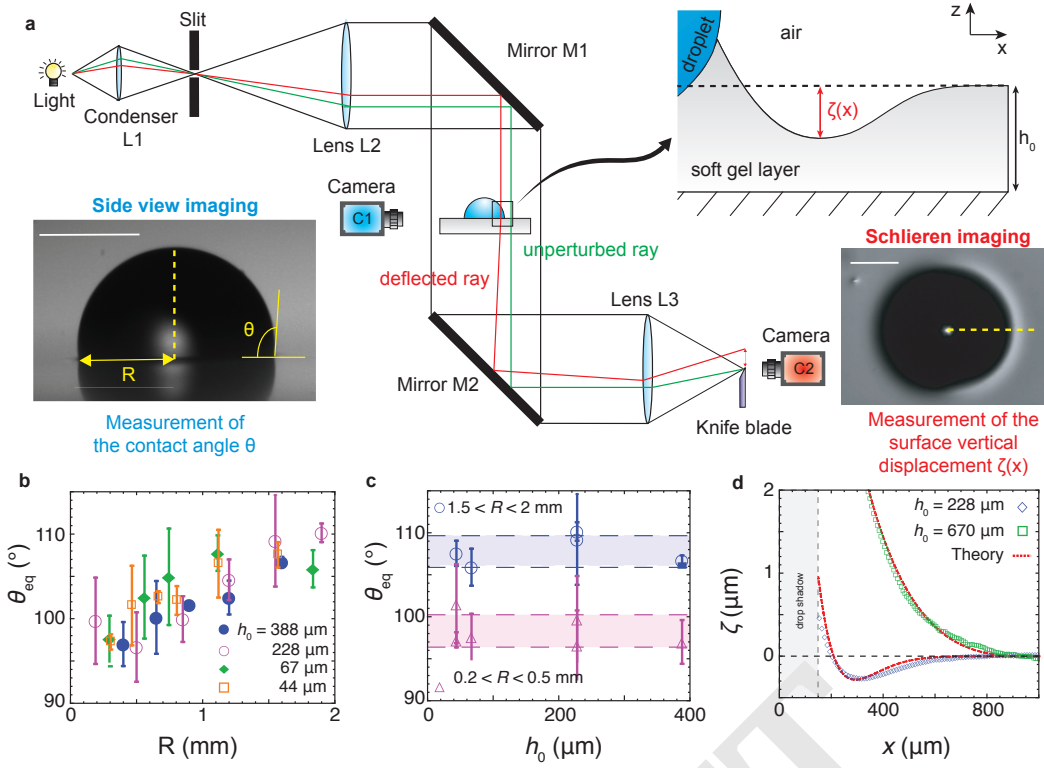 a
Slit
Light
Condenser
L1
Lens L2
Mirror M1
Camera
C1
unperturbed ray
deflected ray
Mirror M2
Lens L3
Camera
C2
Knife blade
droplet
air
z
x
ζ(x)
h0
soft gel layer
Side view imaging
θ
R
Measurement of
the contact angle θ
Schlieren imaging
Measurement of the
surface vertical
displacement ζ(x)
b
θeq (°)
110
100
90
h0 = 388 μm
228 μm
67 μm
44 μm
0
1
2
R (mm)
c
θeq (°)
110
100
90
1.5 < R < 2 mm
0.2 < R < 0.5 mm
0
200
400
h0 (μm)
d
ζ (μm)
2
1
0
drop shadow
h0 = 228 μm
h0 = 670 μm
Theory
0
400
800
x (μm)